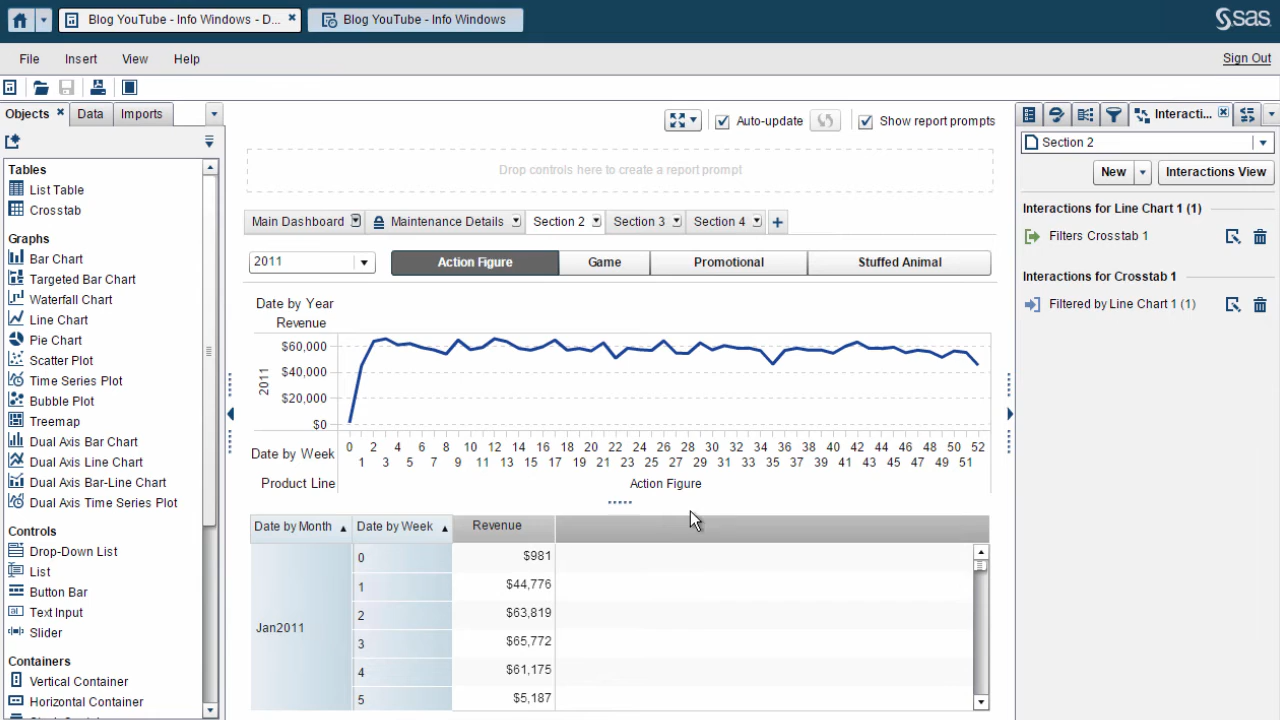 Blog YouTube - Info Windows - D...
Blog YouTube - Info Windows
sas
File Insert View Help
Sign Out
Objects
Data
Imports
Tables
List Table
Crosstab
Graphs
Bar Chart
Targeted Bar Chart
Waterfall Chart
Line Chart
Pie Chart
Scatter Plot
Time Series Plot
Bubble Plot
Treemap
Dual Axis Bar Chart
Dual Axis Line Chart
Dual Axis Bar-Line Chart
Dual Axis Time Series Plot
Controls
Drop-Down List
List
Button Bar
Text Input
Slider
Containers
Vertical Container
Horizontal Container
Auto-update
Show report prompts
Drop controls here to create a report prompt
Main Dashboard
Maintenance Details
Section 2
Section 3
Section 4
2011
Action Figure
Game
Promotional
Stuffed Animal
Date by Year
Revenue
$60,000
$40,000
$20,000
$0
2011
0 2 4 6 8 10 12 14 16 18 20 22 24 26 28 30 32 34 36 38 40 42 44 46 48 50 52
Date by Week
1 3 5 7 9 11 13 15 17 19 21 23 25 27 29 31 33 35 37 39 41 43 45 47 49 51
Product Line
Action Figure
Date by Month Date by Week Revenue
Jan2011
0 $981
1 $44,776
2 $63,819
3 $65,772
4 $61,175
5 $5,187
Interacti...
Section 2
New
Interactions View
Interactions for Line Chart 1 (1)
Filters Crosstab 1
Interactions for Crosstab 1
Filtered by Line Chart 1 (1)